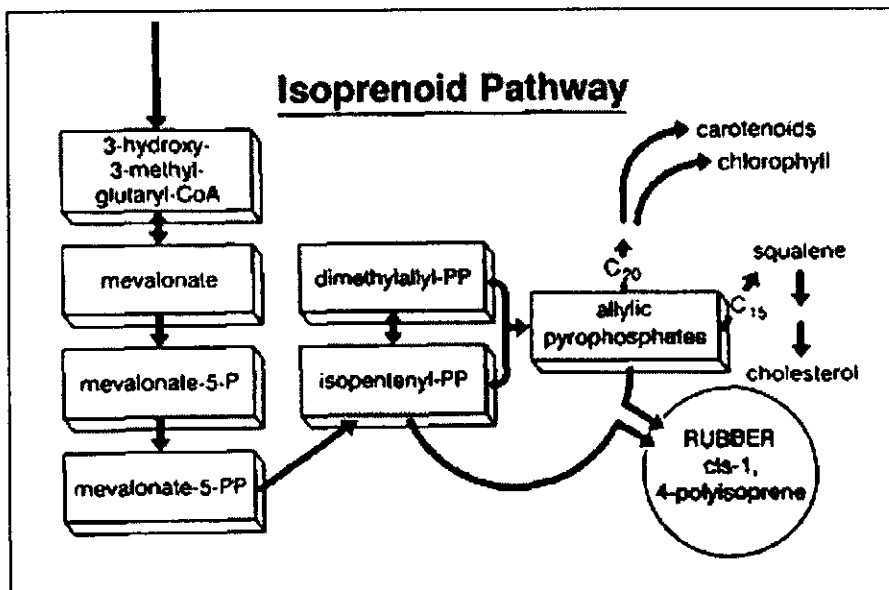 Isoprenoid Pathway
3-hydroxy-
3-methyl-
glutaryl-CoA
mevalonate
mevalonate-5-P
mevalonate-5-PP
dimethylallyl-PP
isopentenyl-PP
allylic
pyrophosphates
C20
carotenoids
chlorophyll
C15
squalene
cholesterol
RUBBER
cis-1,
4-polyisoprene